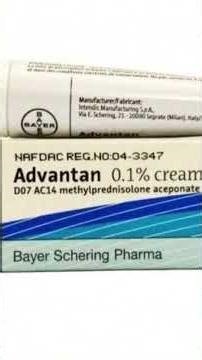 Manufacturer/Fabricant:
Intendis Manufacturing S.p.A.,
Via E. Schering, 21 - 20090 Segrate (Milan), Italy/
BAYER
Advantan
NAFDAC REG.NO:04-3347
Advantan 0.1% cream
D07 AC14 methylprednisolone aceponate
Bayer Schering Pharma